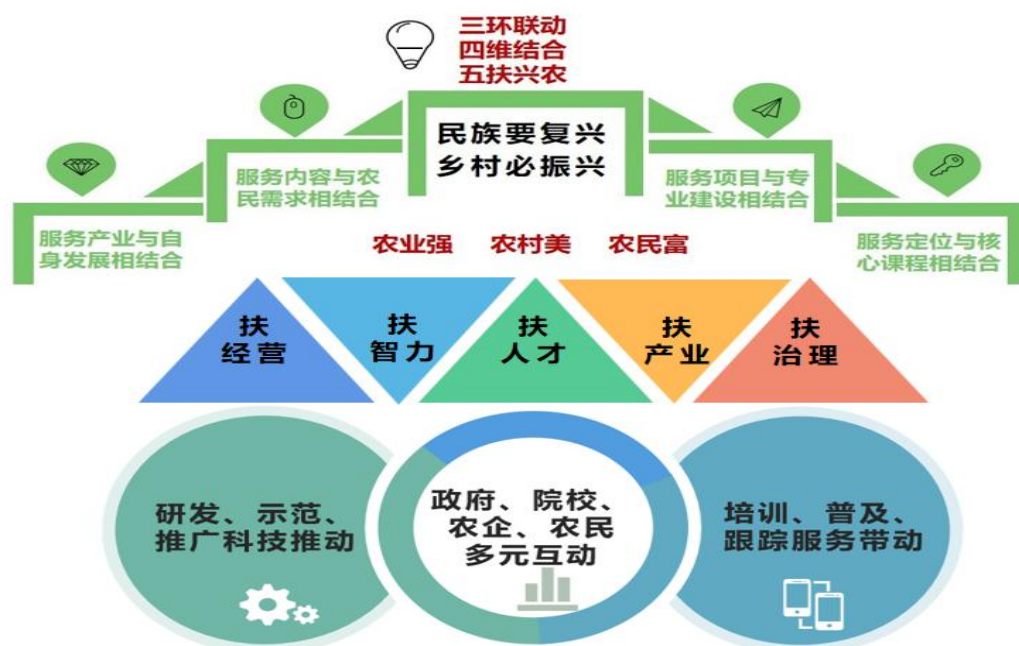 三环联动
四维结合
五扶兴农
民族要复兴
乡村必振兴
服务内容与农
民需求相结合
服务项目与专
业建设相结合
服务产业与自
身发展相结合
服务定位与核
心课程相结合
农业强 农村美 农民富
扶
经营
扶
智力
扶
人才
扶
产业
扶
治理
研发、示范、
推广科技推动
政府、院校、
农企、农民
多元互动
培训、普及、
跟踪服务带动